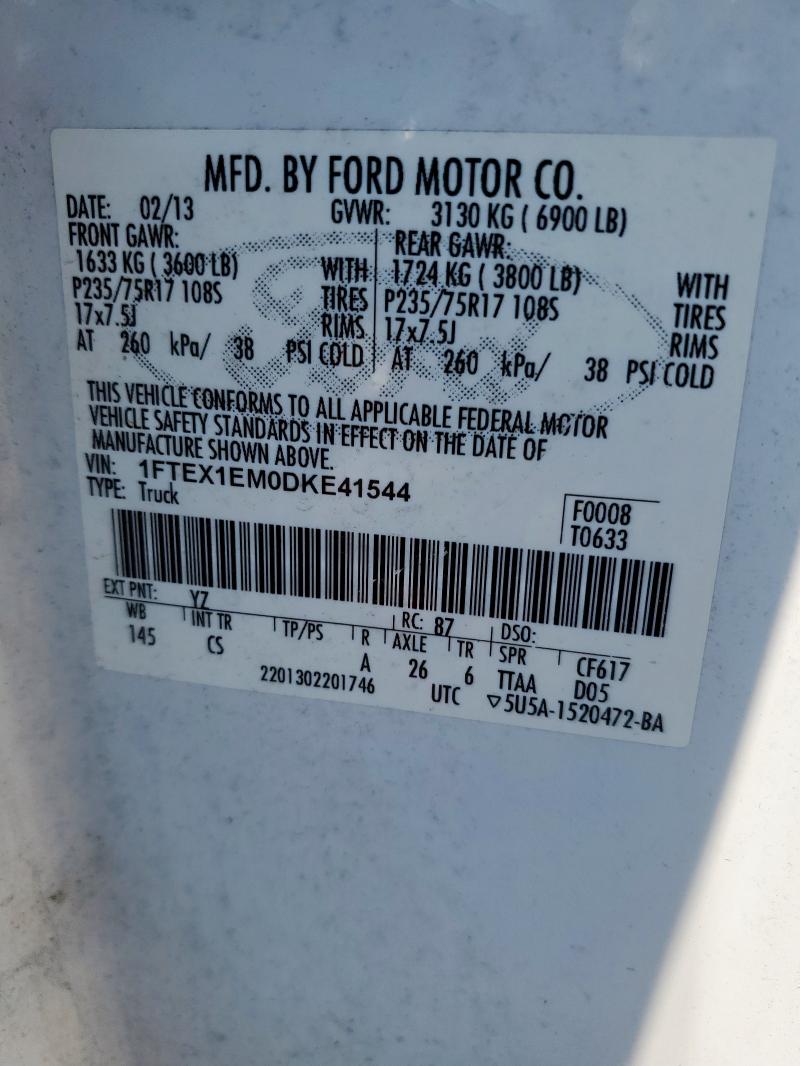 MFD. BY FORD MOTOR CO.
DATE: 02/13 GVWR: 3130 KG ( 6900 LB)
FRONT GAWR: REAR GAWR:
1633 KG ( 3600 LB) WITH 1724 KG ( 3800 LB) WITH
P235/75R17 108S TIRES P235/75R17 108S TIRES
17x7.5J RIMS 17x7.5J RIMS
AT 260 kPa/ 38 PSI COLD AT 260 kPa/ 38 PSI COLD
THIS VEHICLE CONFORMS TO ALL APPLICABLE FEDERAL MOTOR
VEHICLE SAFETY STANDARDS IN EFFECT ON THE DATE OF
MANUFACTURE SHOWN ABOVE.
VIN: 1FTEX1EM0DKE41544
TYPE: Truck
F0008
T0633
EXT PNT: YZ RC: 87 DSO:
WB INT TR TP/PS R AXLE TR SPR CF617
145 CS A 26 6 TTAA D05
2201302201746 UTC ▽5U5A-1520472-BA
Ford